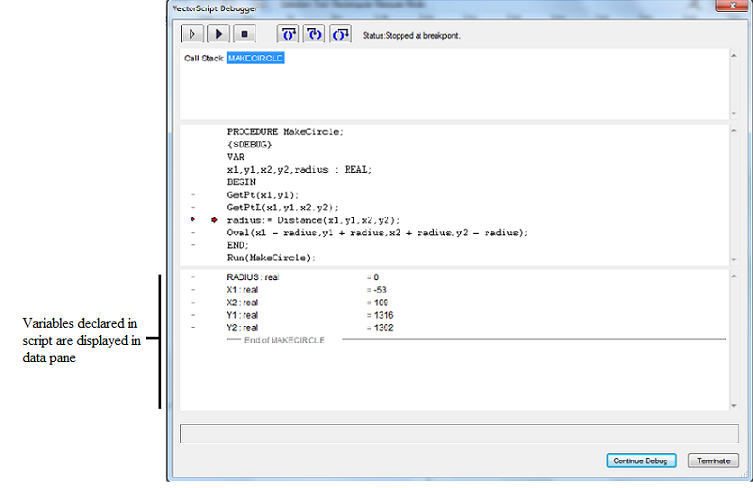 VectorScript Debugger
Status:Stopped at breakpoint.
Call Stack MAKECIRCLE
PROCEDURE MakeCircle;
{$DEBUG}
VAR
x1,y1,x2,y2,radius : REAL;
BEGIN
GetPt(x1,y1);
GetPtL(x1,y1,x2,y2);
radius:= Distance(x1,y1,x2,y2);
Oval(x1 - radius,y1 + radius,x2 + radius,y2 - radius);
END;
Run(MakeCircle);
RADIUS : real = 0
X1 : real = -53
X2 : real = 109
Y1 : real = 1316
Y2 : real = 1302
End of MAKECIRCLE
Variables declared in
script are displayed in
data pane
Continue Debug
Terminate